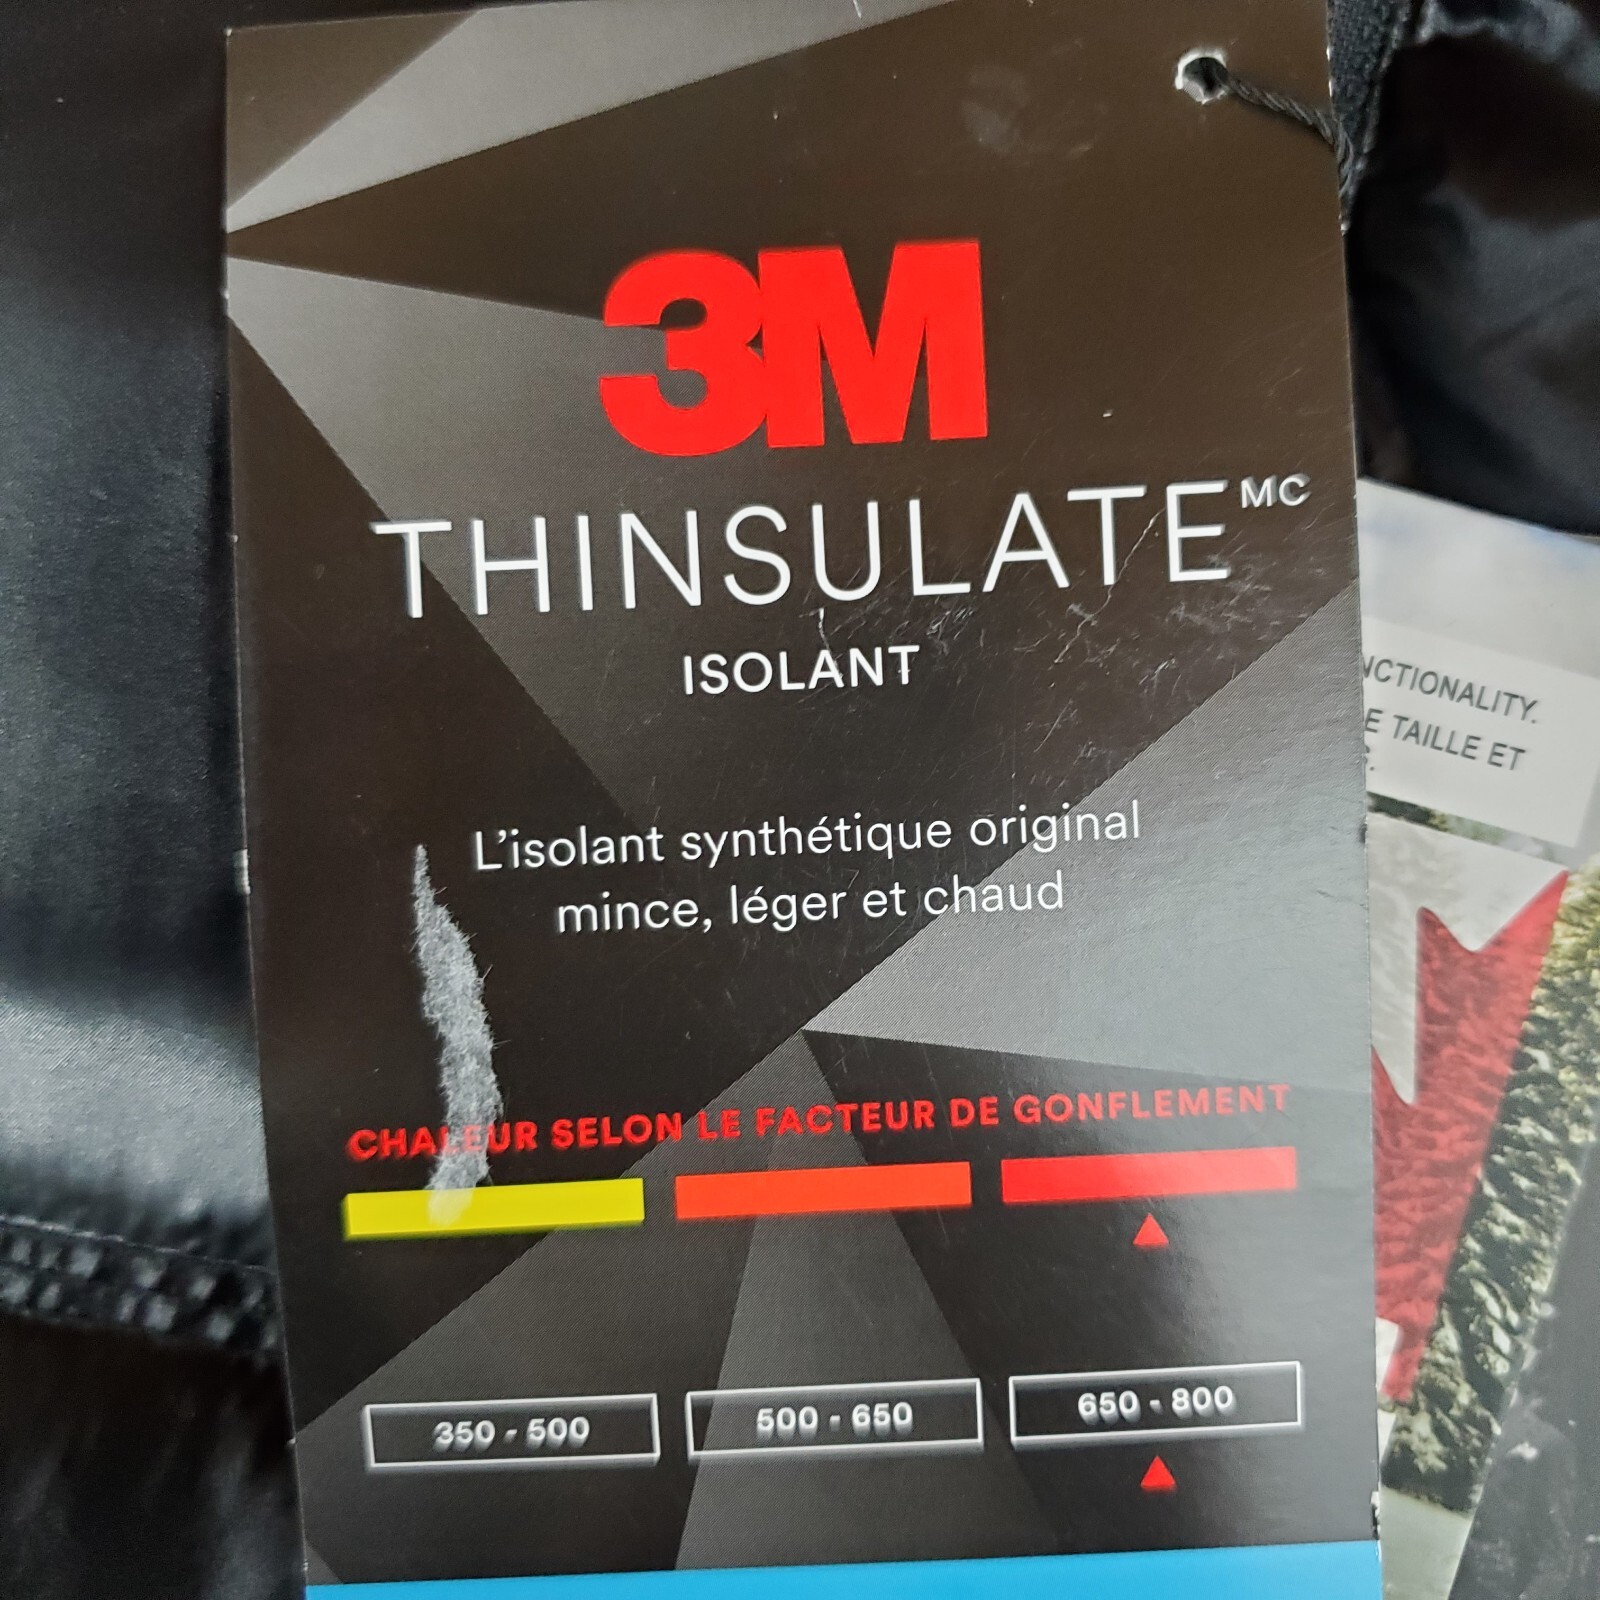 3M
THINSULATE MC
ISOLANT
L'isolant synthétique original
mince, léger et chaud
CHALEUR SELON LE FACTEUR DE GONFLEMENT
350 - 500
500 - 650
650 - 800
TAILLE ET